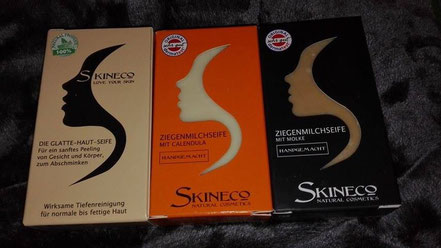 100%
SKINECO
LOVE YOUR SKIN
DIE GLATTE-HAUT-SEIFE
Für ein sanftes Peeling
von Gesicht und Körper,
zum Abschminken
Wirksame Tiefenreinigung
für normale bis fettige Haut
ZIEGENMILCHSEIFE
MIT CALENDULA
HANDGEMACHT
SKINECO
NATURAL COSMETICS
ZIEGENMILCHSEIFE
MIT MOLKE
HANDGEMACHT
SKINECO
NATURAL COSMETICS